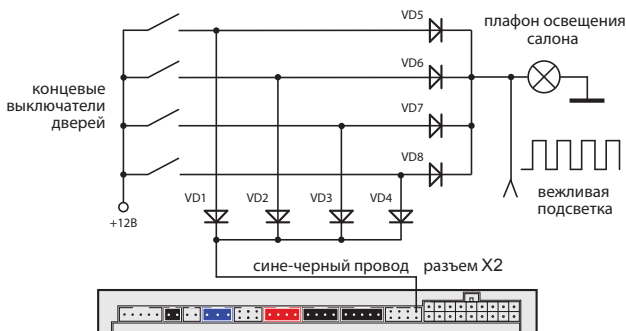 VD5
плафон освещения
салона
VD6
концевые
выключатели
дверей
VD7
VD8
VD1
VD2
VD3
VD4
вежливая
подсветка
+12В
сине-черный провод
разъем X2